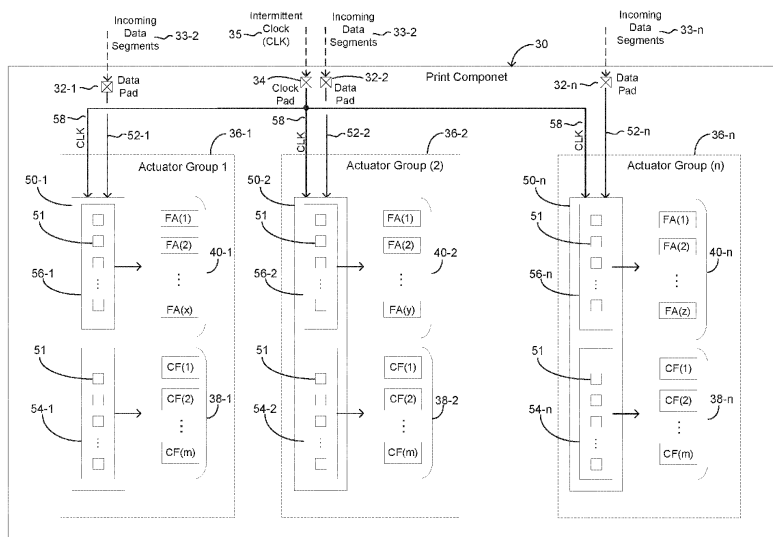 Incoming
Data
Segments
33-2
35
Intermittent
Clock
(CLK)
Incoming
Data
Segments
33-2
Incoming
Data
Segments
33-n
30
Print Componet
32-1
Data
Pad
34
Clock
Pad
32-2
Data
Pad
32-n
Data
Pad
58
CLK
52-1
36-1
58
CLK
52-2
36-2
58
CLK
52-n
36-n
Actuator Group 1
Actuator Group (2)
Actuator Group (n)
50-1
51
56-1
FA(1)
FA(2)
FA(x)
40-1
50-2
51
56-2
FA(1)
FA(2)
FA(y)
40-2
50-n
51
56-n
FA(1)
FA(2)
FA(z)
40-n
51
54-1
CF(1)
CF(2)
CF(m)
38-1
51
54-2
CF(1)
CF(2)
CF(m)
38-2
51
54-n
CF(1)
CF(2)
CF(m)
38-n